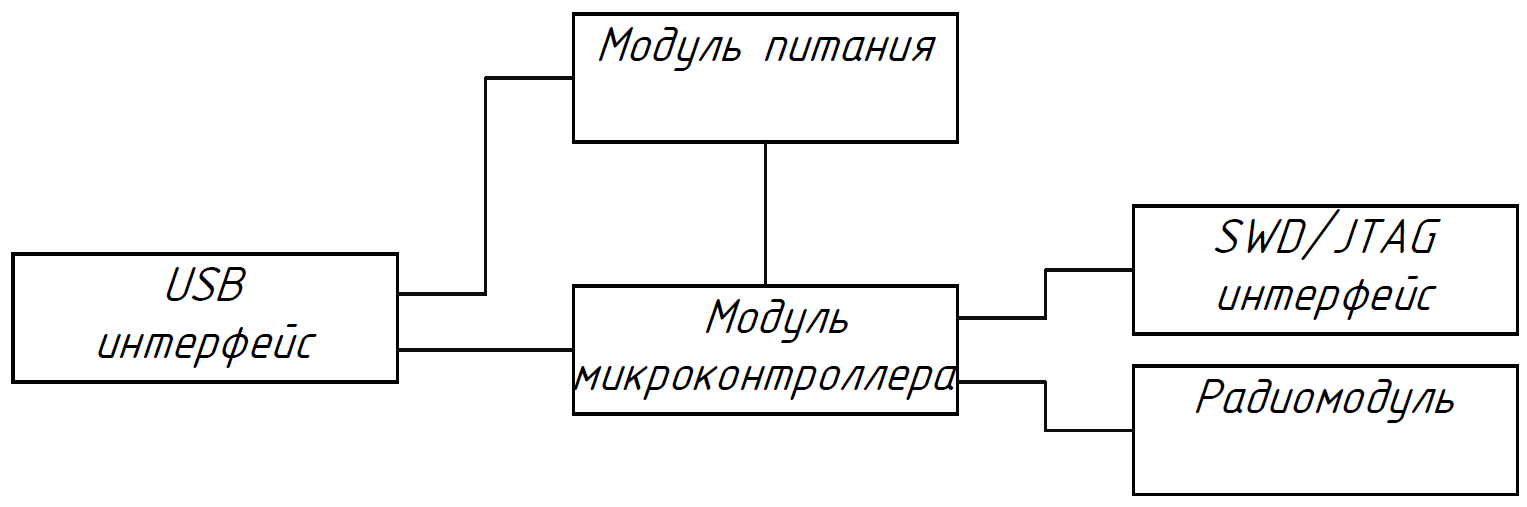 Модуль питания
USB
интерфейс
Модуль
микроконтроллера
SWD/JTAG
интерфейс
Радиомодуль